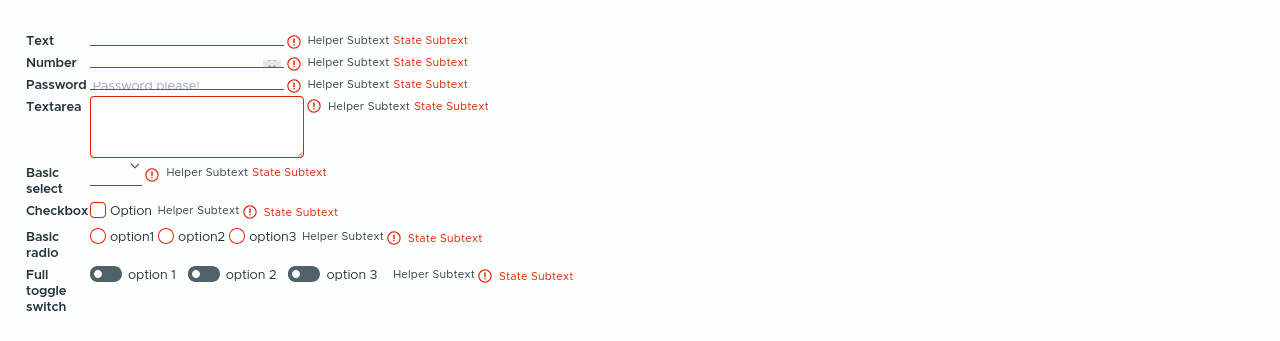 Text Helper Subtext State Subtext
Number Helper Subtext State Subtext
Password Password please! Helper Subtext State Subtext
Textarea Helper Subtext State Subtext
Basic select Helper Subtext State Subtext
Checkbox Option Helper Subtext State Subtext
Basic radio option1 option2 option3 Helper Subtext State Subtext
Full toggle switch option 1 option 2 option 3 Helper Subtext State Subtext